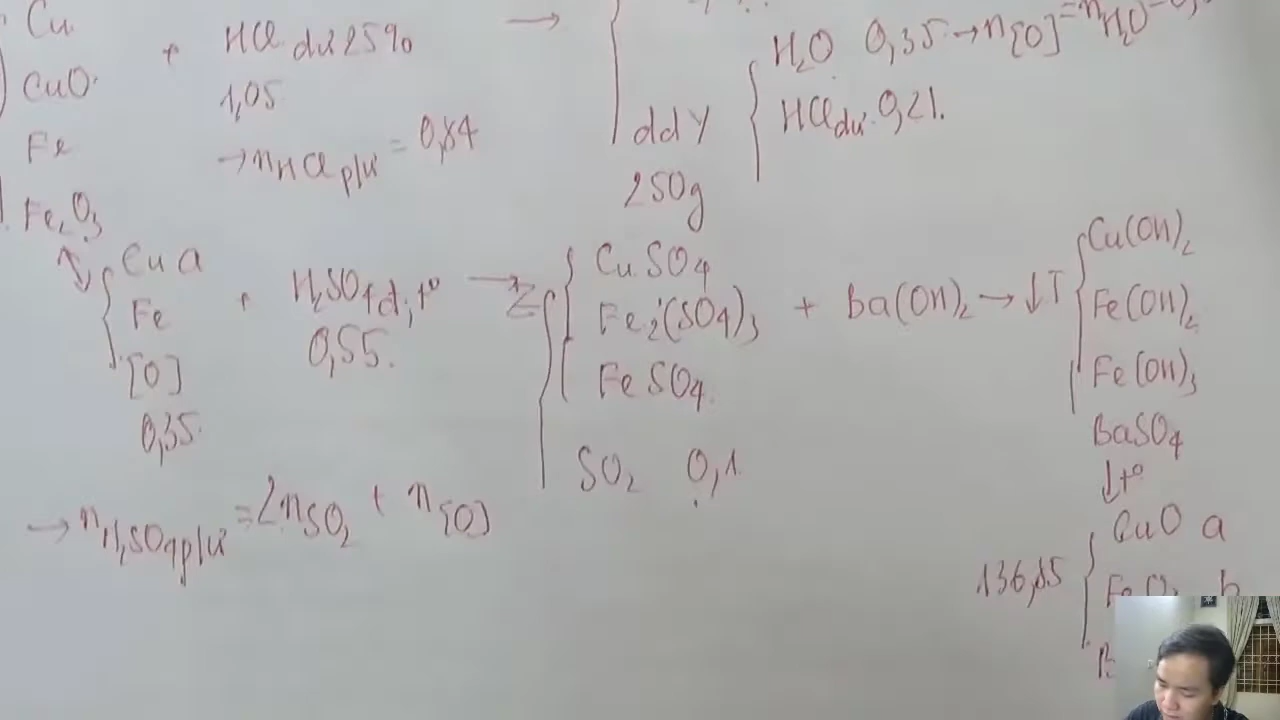 Cu + HCl dư 25% →
CuO 1,05
Fe → nHCl p/ư = 0,84
Fe2O3
H2O 0,35 → n[O] = nH2O
ddY HCl dư 0,21
250g
Cu a
Fe + H2SO4 đ, t° → Z
[O] 0,55
0,35
CuSO4
Fe2(SO4)3 + Ba(OH)2 → ↓T
FeSO4
SO2 0,1
Cu(OH)2
Fe(OH)2
Fe(OH)3
BaSO4
↓t°
→ nH2SO4 p/ư = 2nSO2 + n[O]
CuO a
136,85